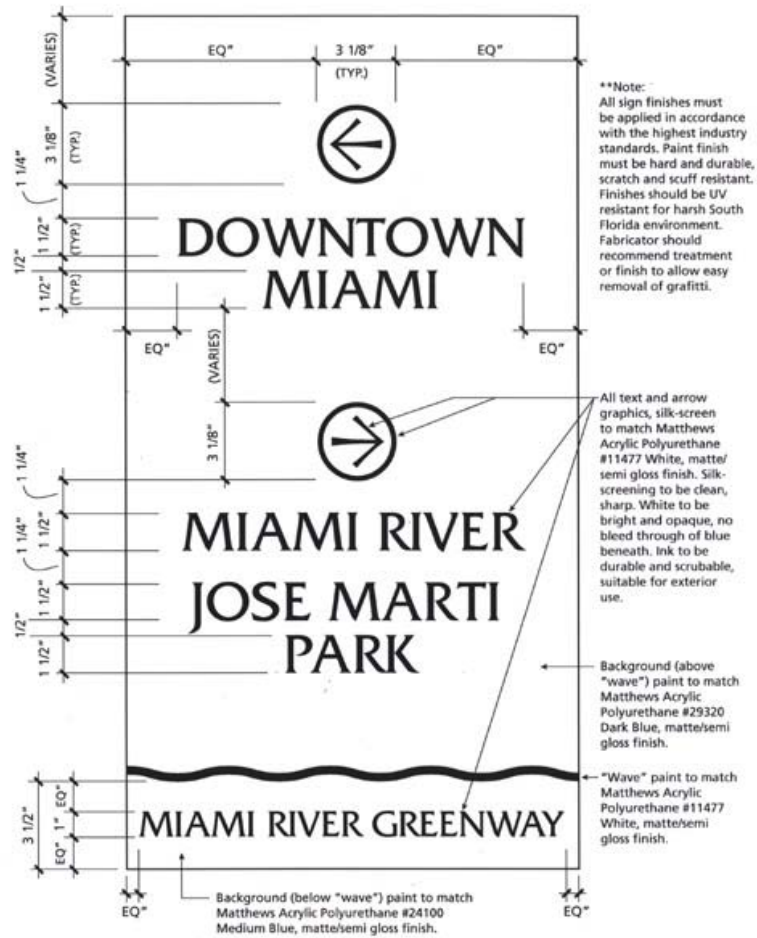 EQ"
3 1/8"
(TYP.)
EQ"
(VARIES)
3 1/8"
(TYP.)
1 1/4"
1 1/2"
(TYP.)
1/2"
1 1/2"
(TYP.)
DOWNTOWN
MIAMI
EQ"
EQ"
(VARIES)
3 1/8"
1 1/4"
1 1/2"
1 1/4"
1 1/2"
1/2"
1 1/2"
MIAMI RIVER
JOSE MARTI
PARK
3 1/2"
EQ"
1"
EQ"
MIAMI RIVER GREENWAY
EQ"
EQ"
Background (below "wave") paint to match
Matthews Acrylic Polyurethane #24100
Medium Blue, matte/semi gloss finish.
**Note:
All sign finishes must
be applied in accordance
with the highest industry
standards. Paint finish
must be hard and durable,
scratch and scuff resistant.
Finishes should be UV
resistant for harsh South
Florida environment.
Fabricator should
recommend treatment
or finish to allow easy
removal of grafitti.
All text and arrow
graphics, silk-screen
to match Matthews
Acrylic Polyurethane
#11477 White, matte/
semi gloss finish. Silk-
screening to be clean,
sharp. White to be
bright and opaque, no
bleed through of blue
beneath. Ink to be
durable and scrubable,
suitable for exterior
use.
Background (above
"wave") paint to match
Matthews Acrylic
Polyurethane #29320
Dark Blue, matte/semi
gloss finish.
"Wave" paint to match
Matthews Acrylic
Polyurethane #11477
White, matte/semi
gloss finish.